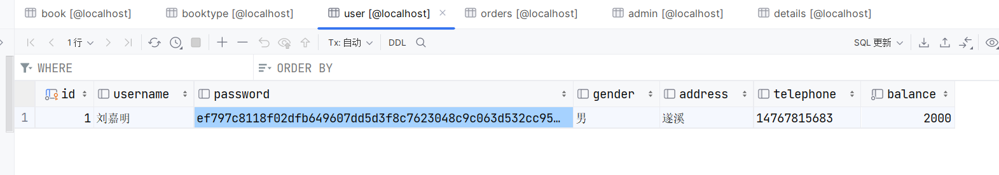 book [@localhost] booktype [@localhost] user [@localhost] orders [@localhost] admin [@localhost] details [@localhost]
1行 Tx: 自动 DDL SQL 更新
WHERE ORDER BY
id username password gender address telephone balance
1 1 刘嘉明 ef797c8118f02dfb649607dd5d3f8c7623048c9c063d532cc95… 男 遂溪 14767815683 2000